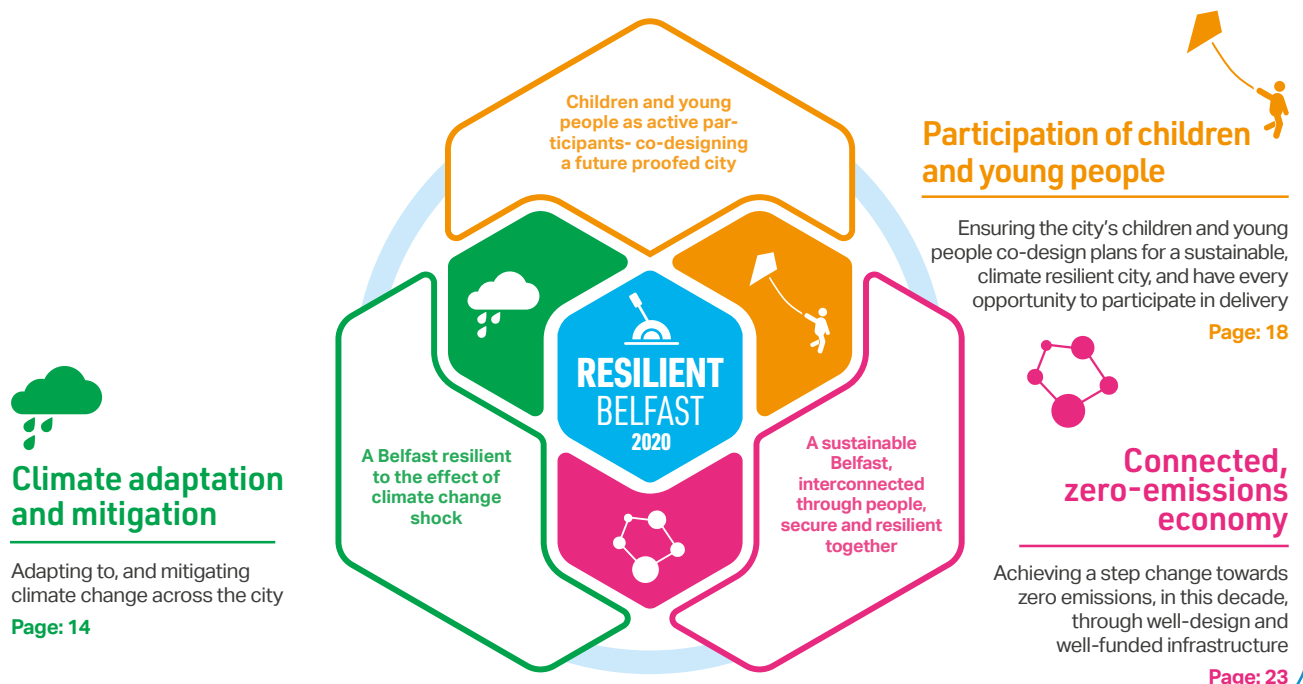 Children and young
people as active par-
ticipants- co-designing
a future proofed city
Participation of children
and young people
Ensuring the city's children and young
people co-design plans for a sustainable,
climate resilient city, and have every
opportunity to participate in delivery
Page: 18
RESILIENT
BELFAST
2020
A Belfast resilient
to the effect of
climate change
shock
A sustainable
Belfast,
interconnected
through people,
secure and resilient
together
Climate adaptation
and mitigation
Adapting to, and mitigating
climate change across the city
Page: 14
Connected,
zero-emissions
economy
Achieving a step change towards
zero emissions, in this decade,
through well-design and
well-funded infrastructure
Page: 23